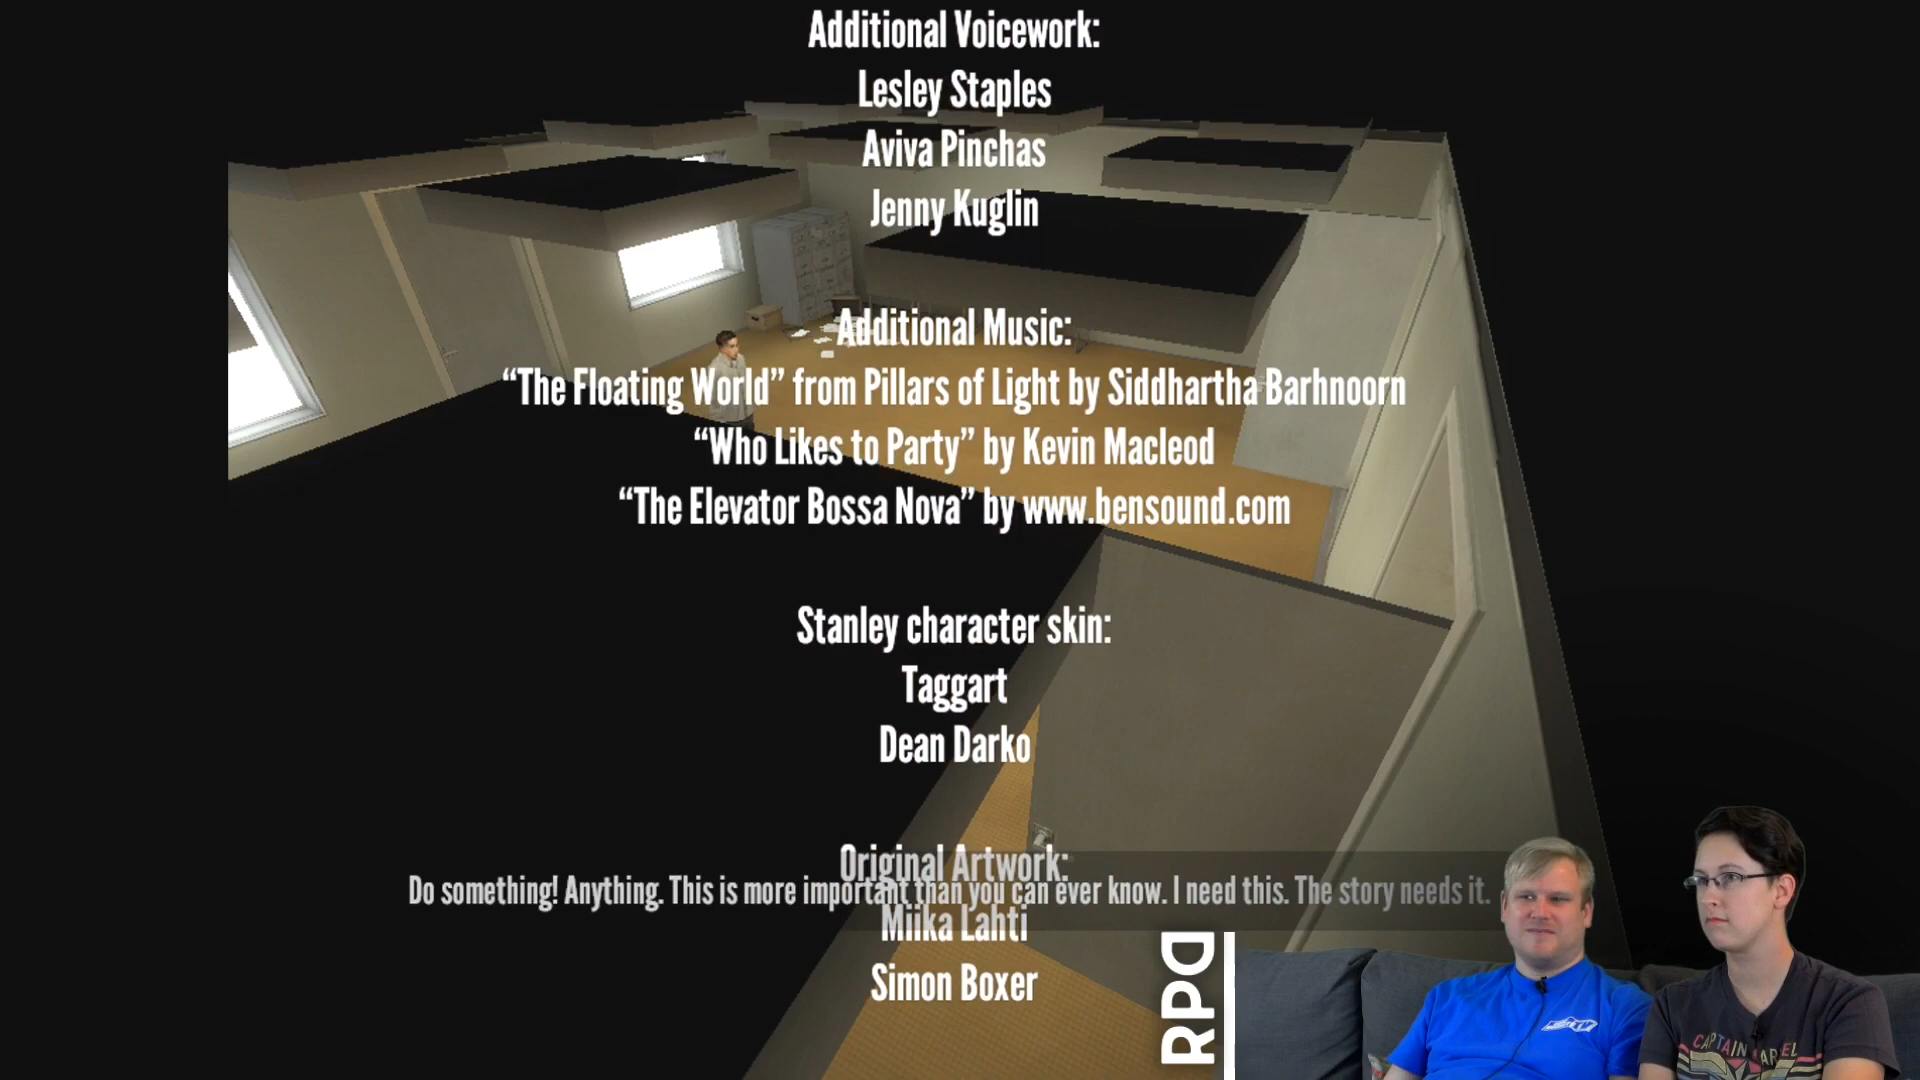 Additional Voicework:
Lesley Staples
Aviva Pinchas
Jenny Kuglin
Additional Music:
“The Floating World” from Pillars of Light by Siddhartha Barhnoorn
“Who Likes to Party” by Kevin Macleod
“The Elevator Bossa Nova” by www.bensound.com
Stanley character skin:
Taggart
Dean Darko
Original Artwork:
Do something! Anything. This is more important than you can ever know. I need this. The story needs it.
Miika Lahti
Simon Boxer
RPD
CAPTAIN